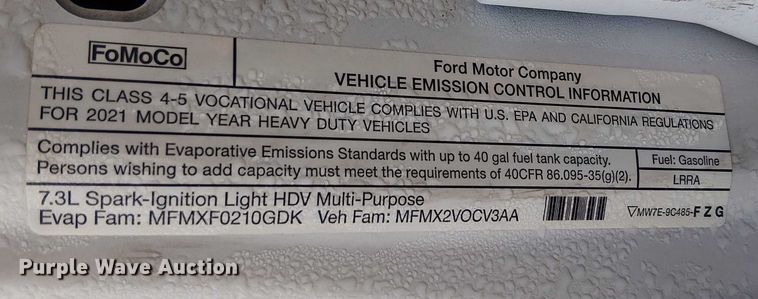 FoMoCo
Ford Motor Company
VEHICLE EMISSION CONTROL INFORMATION
THIS CLASS 4-5 VOCATIONAL VEHICLE COMPLIES WITH U.S. EPA AND CALIFORNIA REGULATIONS
FOR 2021 MODEL YEAR HEAVY DUTY VEHICLES
Complies with Evaporative Emissions Standards with up to 40 gal fuel tank capacity.
Persons wishing to add capacity must meet the requirements of 40CFR 86.095-35(g)(2).
Fuel: Gasoline
LRRA
7.3L Spark-Ignition Light HDV Multi-Purpose
Evap Fam: MFMXF0210GDK Veh Fam: MFMX2VOCV3AA
MW7E-9C485-FZG
Purple Wave Auction